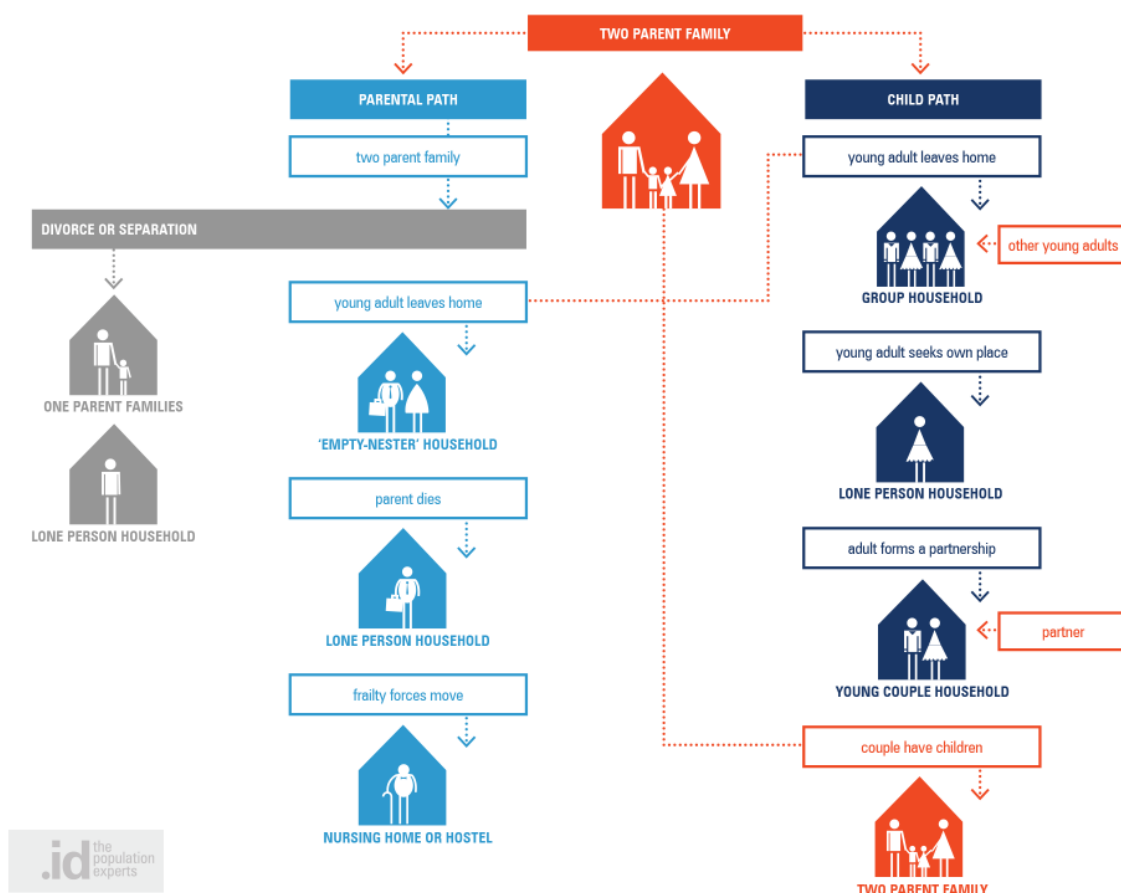 TWO PARENT FAMILY
PARENTAL PATH
two parent family
DIVORCE OR SEPARATION
ONE PARENT FAMILIES
LONE PERSON HOUSEHOLD
young adult leaves home
'EMPTY-NESTER' HOUSEHOLD
parent dies
LONE PERSON HOUSEHOLD
frailty forces move
NURSING HOME OR HOSTEL
CHILD PATH
young adult leaves home
other young adults
GROUP HOUSEHOLD
young adult seeks own place
LONE PERSON HOUSEHOLD
adult forms a partnership
partner
YOUNG COUPLE HOUSEHOLD
couple have children
TWO PARENT FAMILY
.id
the
population
experts